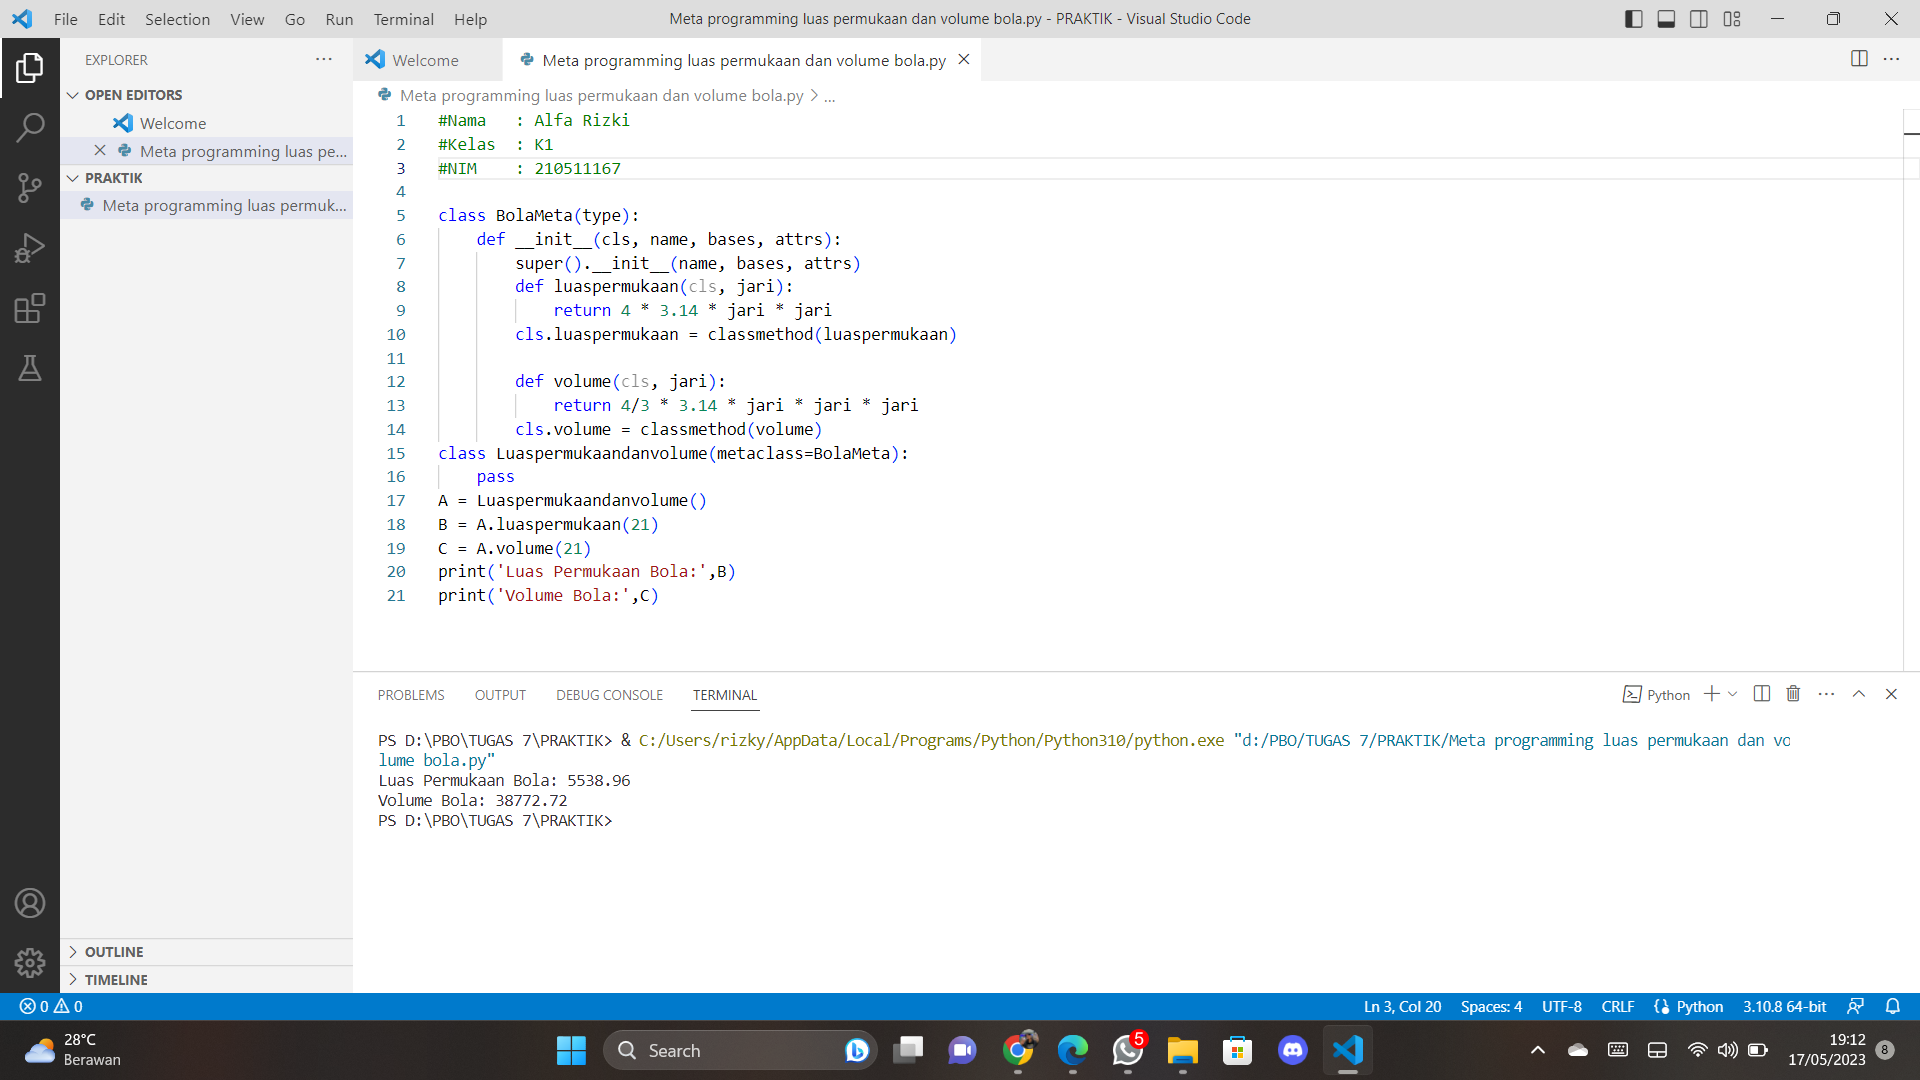 File Edit Selection View Go Run Terminal Help
Meta programming luas permukaan dan volume bola.py - PRAKTIK - Visual Studio Code
EXPLORER
OPEN EDITORS
Welcome
Meta programming luas pe...
PRAKTIK
Meta programming luas permuk...
OUTLINE
TIMELINE
Welcome
Meta programming luas permukaan dan volume bola.py
Meta programming luas permukaan dan volume bola.py > ...
1 #Nama   : Alfa Rizki
2 #Kelas  : K1
3 #NIM    : 210511167
4
5 class BolaMeta(type):
6     def __init__(cls, name, bases, attrs):
7         super().__init__(name, bases, attrs)
8         def luaspermukaan(cls, jari):
9             return 4 * 3.14 * jari * jari
10         cls.luaspermukaan = classmethod(luaspermukaan)
11
12         def volume(cls, jari):
13             return 4/3 * 3.14 * jari * jari * jari
14         cls.volume = classmethod(volume)
15 class Luaspermukaandanvolume(metaclass=BolaMeta):
16     pass
17 A = Luaspermukaandanvolume()
18 B = A.luaspermukaan(21)
19 C = A.volume(21)
20 print('Luas Permukaan Bola:',B)
21 print('Volume Bola:',C)
PROBLEMS OUTPUT DEBUG CONSOLE TERMINAL
Python
PS D:\PBO\TUGAS 7\PRAKTIK> & C:/Users/rizky/AppData/Local/Programs/Python/Python310/python.exe "d:/PBO/TUGAS 7/PRAKTIK/Meta programming luas permukaan dan vo
lume bola.py"
Luas Permukaan Bola: 5538.96
Volume Bola: 38772.72
PS D:\PBO\TUGAS 7\PRAKTIK>
0 0
Ln 3, Col 20 Spaces: 4 UTF-8 CRLF Python 3.10.8 64-bit
28°C
Berawan
Search
5
19:12
17/05/2023
8